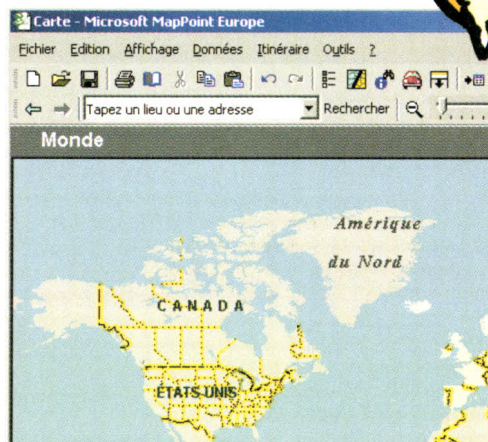 Carte - Microsoft MapPoint Europe
Fichier Edition Affichage Données Itinéraire Outils ?
Tapez un lieu ou une adresse Rechercher
Monde
Amérique
du Nord
CANADA
ÉTATS-UNIS